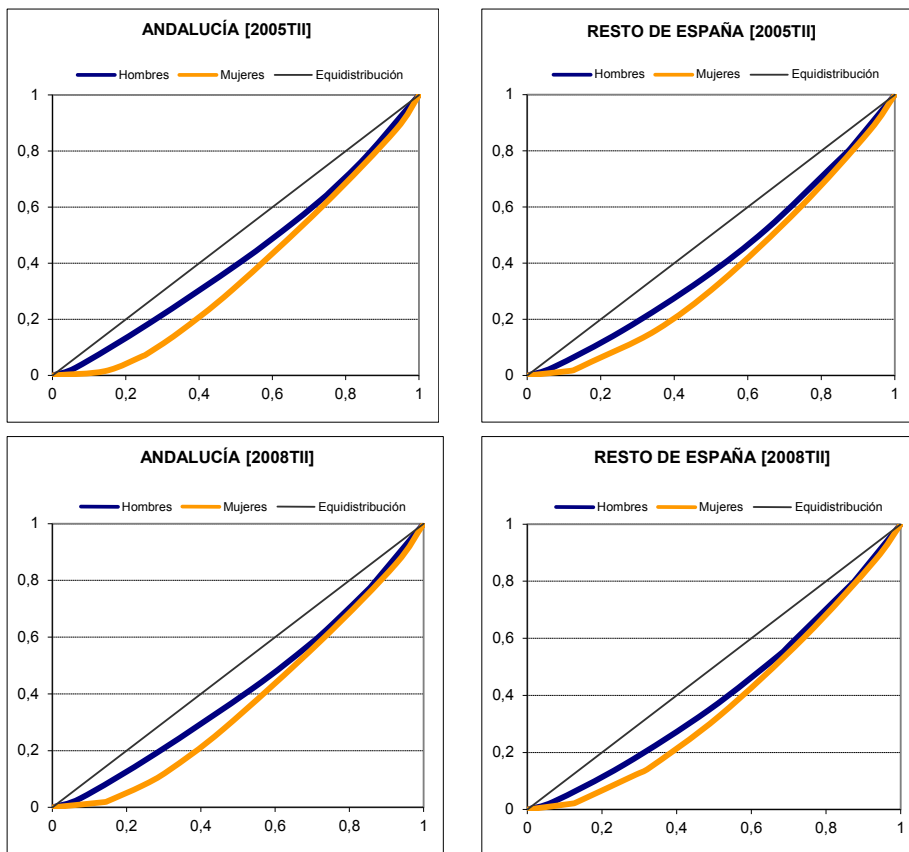 ANDALUCÍA [2005TII]
Hombres Mujeres Equidistribución
1
0,8
0,6
0,4
0,2
0
0 0,2 0,4 0,6 0,8 1
RESTO DE ESPAÑA [2005TII]
Hombres Mujeres Equidistribución
1
0,8
0,6
0,4
0,2
0
0 0,2 0,4 0,6 0,8 1
ANDALUCÍA [2008TII]
Hombres Mujeres Equidistribución
1
0,8
0,6
0,4
0,2
0
0 0,2 0,4 0,6 0,8 1
RESTO DE ESPAÑA [2008TII]
Hombres Mujeres Equidistribución
1
0,8
0,6
0,4
0,2
0
0 0,2 0,4 0,6 0,8 1